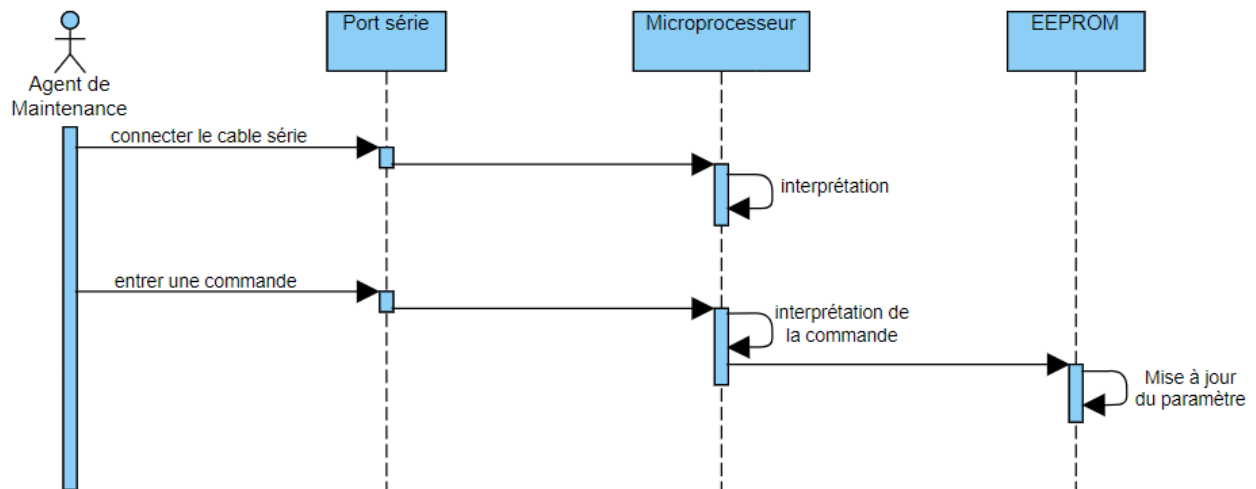 Port série
Microprocesseur
EEPROM
Agent de
Maintenance
connecter le cable série
interprétation
entrer une commande
interprétation de
la commande
Mise à jour
du paramètre